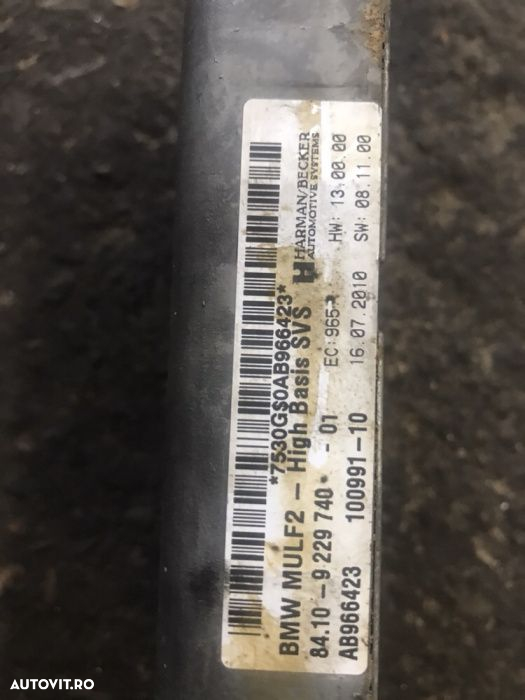 *7530GS0AB966423*
HARMAN/BECKER
AUTOMOTIVE SYSTEMS
BMW MULF2 - High Basis SVS
84.10 - 9 229 740 - 01
EC:965
HW: 13.00.00
AB966423 100991-10
16.07.2010
SW: 08.11.00
AUTOVIT.RO